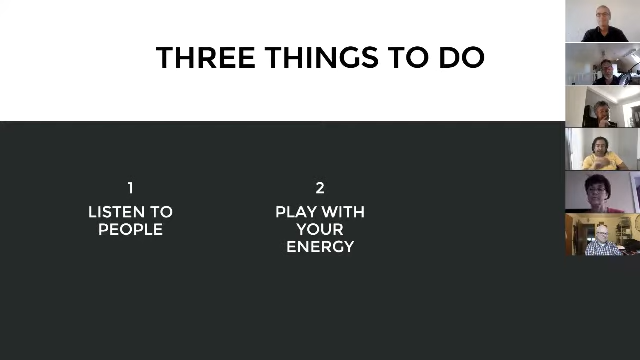 THREE THINGS TO DO
1
LISTEN TO
PEOPLE
2
PLAY WITH
YOUR
ENERGY